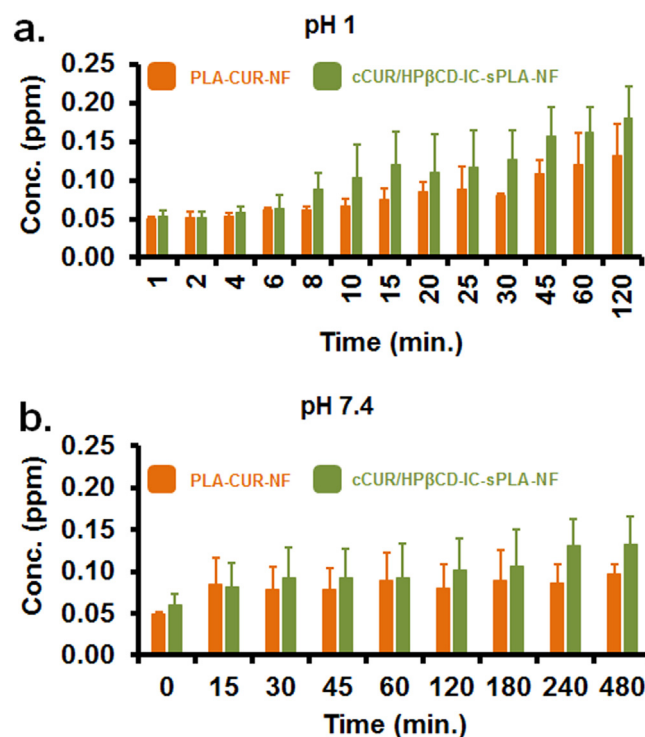 a.
pH 1
0.25
0.20
0.15
0.10
0.05
0.00
Conc. (ppm)
PLA-CUR-NF
cCUR/HPβCD-IC-sPLA-NF
1 2 4 6 8 10 15 20 25 30 45 60 120
Time (min.)
b.
pH 7.4
0.25
0.20
0.15
0.10
0.05
0.00
Conc. (ppm)
PLA-CUR-NF
cCUR/HPβCD-IC-sPLA-NF
0 15 30 45 60 120 180 240 480
Time (min.)